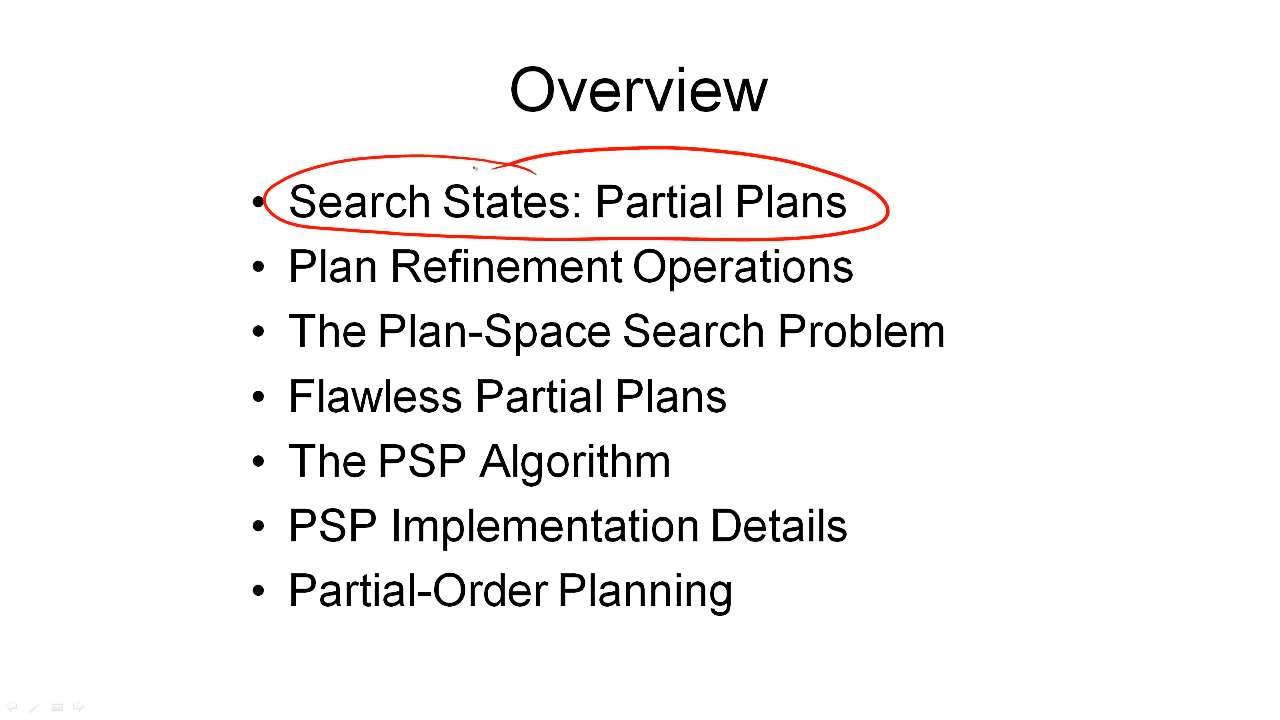 Overview
• Search States: Partial Plans
• Plan Refinement Operations
• The Plan-Space Search Problem
• Flawless Partial Plans
• The PSP Algorithm
• PSP Implementation Details
• Partial-Order Planning